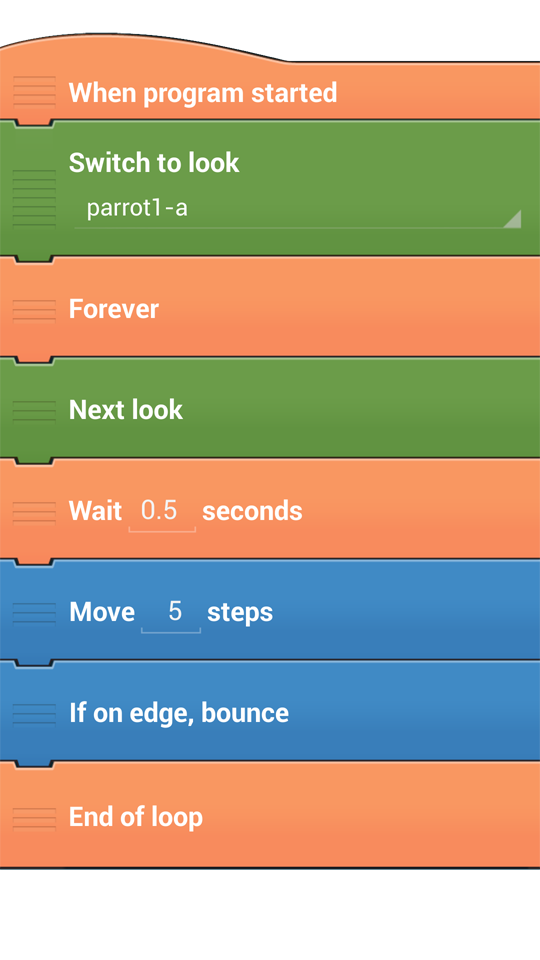 When program started
Switch to look
parrot1-a
Forever
Next look
Wait 0.5 seconds
Move 5 steps
If on edge, bounce
End of loop